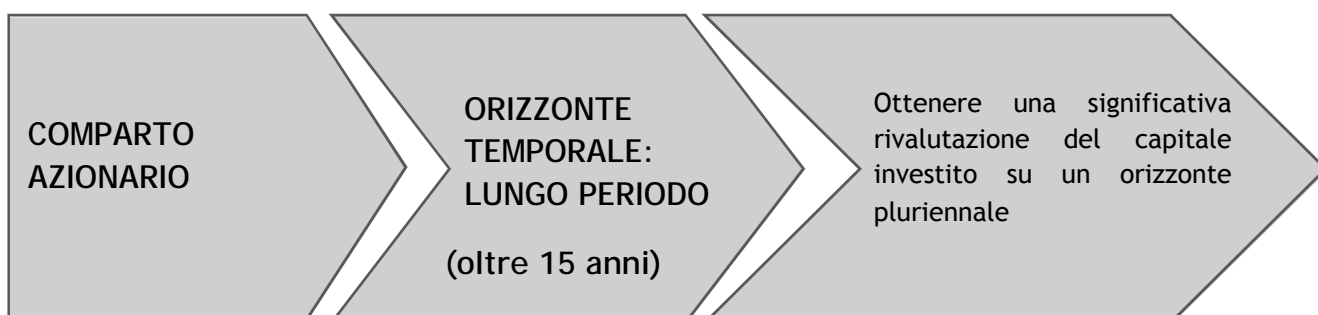 COMPARTO
AZIONARIO
ORIZZONTE
TEMPORALE:
LUNGO PERIODO
(oltre 15 anni)
Ottenere una significativa
rivalutazione del capitale
investito su un orizzonte
pluriennale